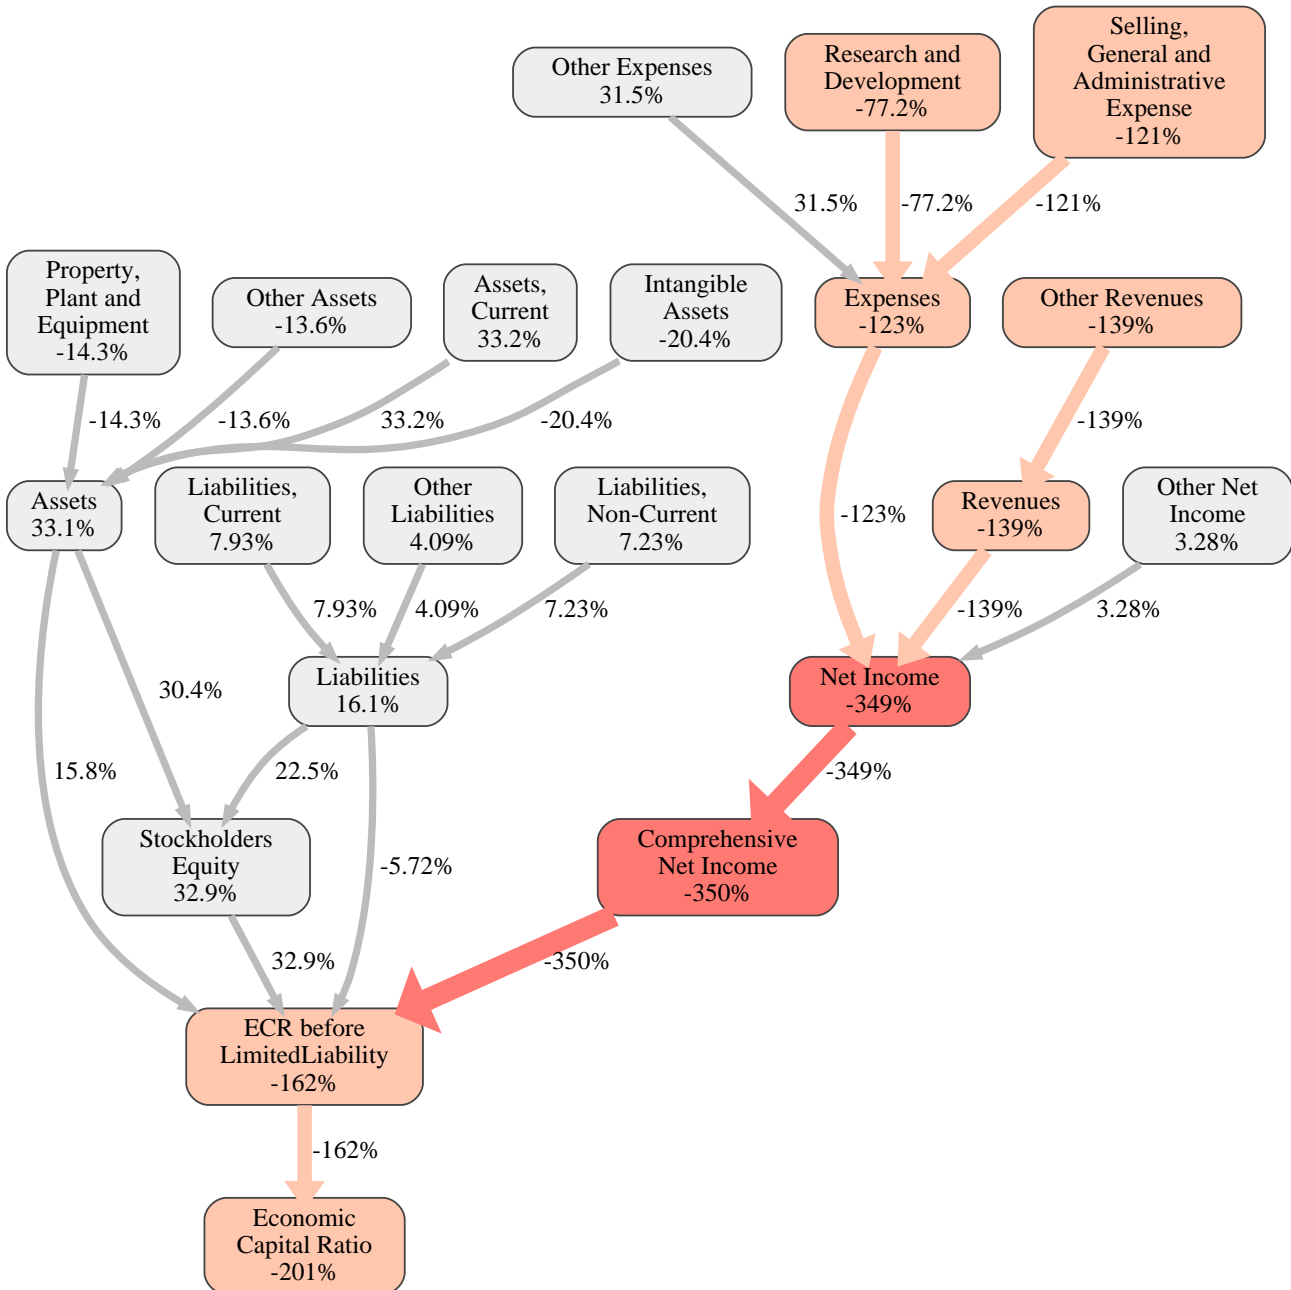 Other Expenses
31.5%
Research and
Development
-77.2%
Selling,
General and
Administrative
Expense
-121%
31.5%
-77.2%
-121%
Property,
Plant and
Equipment
-14.3%
Other Assets
-13.6%
Assets,
Current
33.2%
Intangible
Assets
-20.4%
Expenses
-123%
Other Revenues
-139%
-14.3%
-13.6%
33.2%
-20.4%
-139%
Assets
33.1%
Liabilities,
Current
7.93%
Other
Liabilities
4.09%
Liabilities,
Non-Current
7.23%
-123%
Revenues
-139%
Other Net
Income
3.28%
7.93%
4.09%
7.23%
-139%
3.28%
30.4%
Liabilities
16.1%
Net Income
-349%
15.8%
22.5%
-349%
Stockholders
Equity
32.9%
-5.72%
Comprehensive
Net Income
-350%
32.9%
-350%
ECR before
LimitedLiability
-162%
-162%
Economic
Capital Ratio
-201%